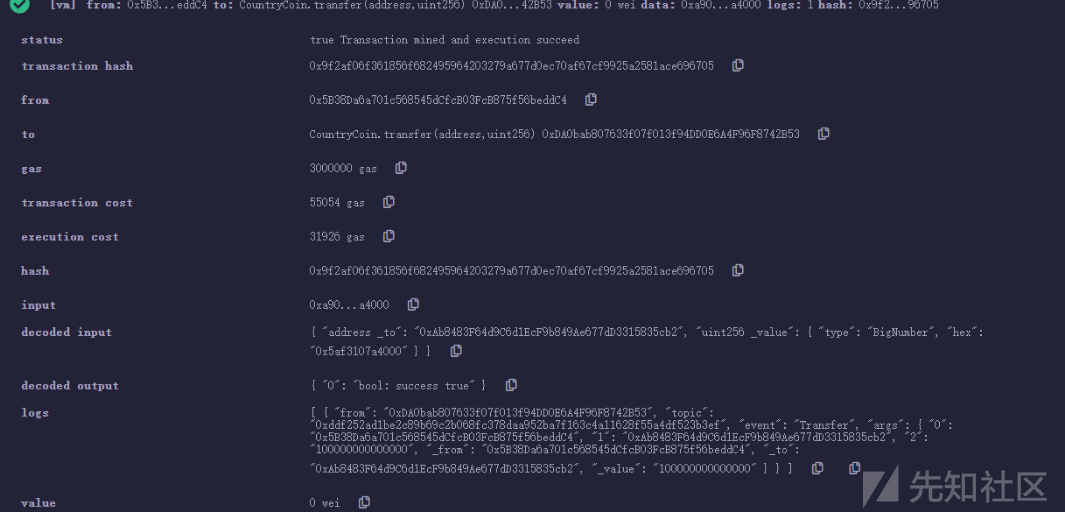 [vm] from: 0x5B3...eddC4 to: CountryCoin.transfer(address,uint256) 0xDA0...42B53 value: 0 wei data: 0xa90...a4000 logs: 1 hash: 0x9f2...96705
status true Transaction mined and execution succeed
transaction hash 0x9f2af06f361856f682495964203279a677d0ec70af67cf9925a2581ace696705
from 0x5B38Da6a701c568545dCfcB03FcB875f56beddC4
to CountryCoin.transfer(address,uint256) 0xDA0bab807633f07f013f94DD0E6A4F96F8742B53
gas 3000000 gas
transaction cost 55054 gas
execution cost 31926 gas
hash 0x9f2af06f361856f682495964203279a677d0ec70af67cf9925a2581ace696705
input 0xa90...a4000
decoded input { "address _to": "0xAb8483F64d9C6d1EcF9b849Ae677dD3315835cb2", "uint256 _value": { "type": "BigNumber", "hex":
"0x5af3107a4000" } }
decoded output { "0": "bool: success true" }
logs [ { "from": "0xDA0bab807633f07f013f94DD0E6A4F96F8742B53", "topic":
"0xddf252ad1be2c89b69c2b068fc378daa952ba7f163c4a11628f55a4df523b3ef", "event": "Transfer", "args": { "0":
"0x5B38Da6a701c568545dCfcB03FcB875f56beddC4", "1": "0xAb8483F64d9C6d1EcF9b849Ae677dD3315835cb2", "2":
"100000000000000", "_from": "0x5B38Da6a701c568545dCfcB03FcB875f56beddC4", "_to":
"0xAb8483F64d9C6d1EcF9b849Ae677dD3315835cb2", "_value": "100000000000000" } } ]
value 0 wei
先知社区